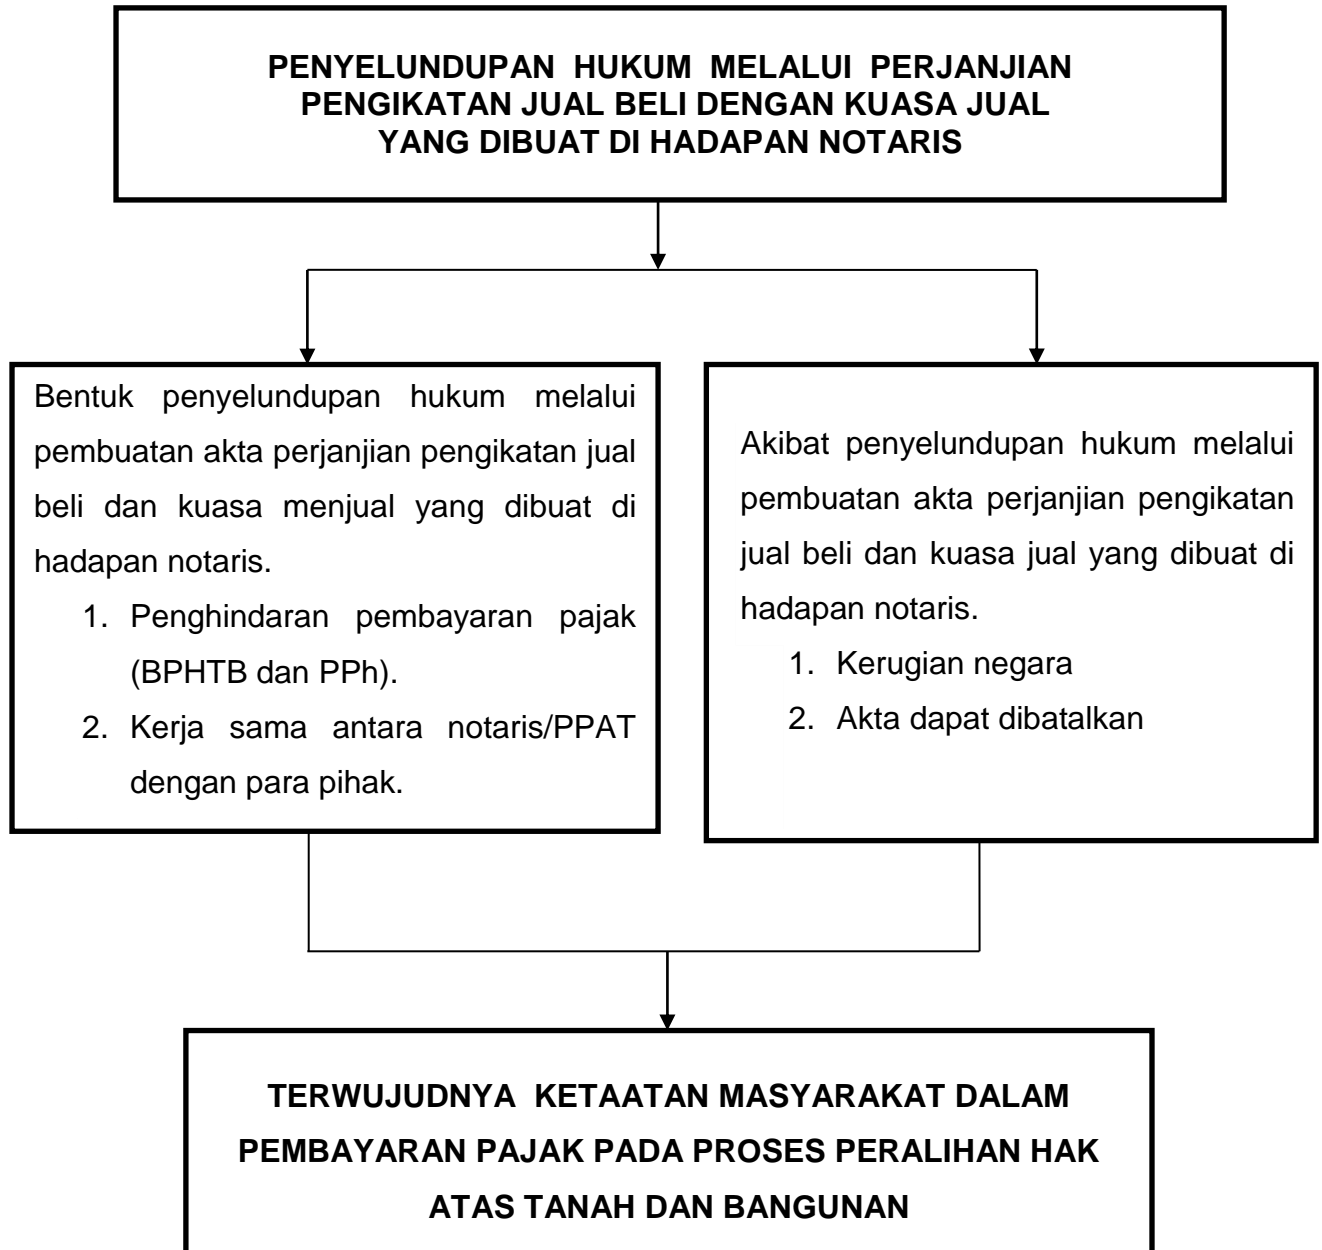 PENYELUNDUPAN HUKUM MELALUI PERJANJIAN
PENGIKATAN JUAL BELI DENGAN KUASA JUAL
YANG DIBUAT DI HADAPAN NOTARIS
Bentuk penyelundupan hukum melalui
pembuatan akta perjanjian pengikatan jual
beli dan kuasa menjual yang dibuat di
hadapan notaris.
1. Penghindaran pembayaran pajak
(BPHTB dan PPh).
2. Kerja sama antara notaris/PPAT
dengan para pihak.
Akibat penyelundupan hukum melalui
pembuatan akta perjanjian pengikatan
jual beli dan kuasa jual yang dibuat di
hadapan notaris.
1. Kerugian negara
2. Akta dapat dibatalkan
TERWUJUDNYA KETAATAN MASYARAKAT DALAM
PEMBAYARAN PAJAK PADA PROSES PERALIHAN HAK
ATAS TANAH DAN BANGUNAN